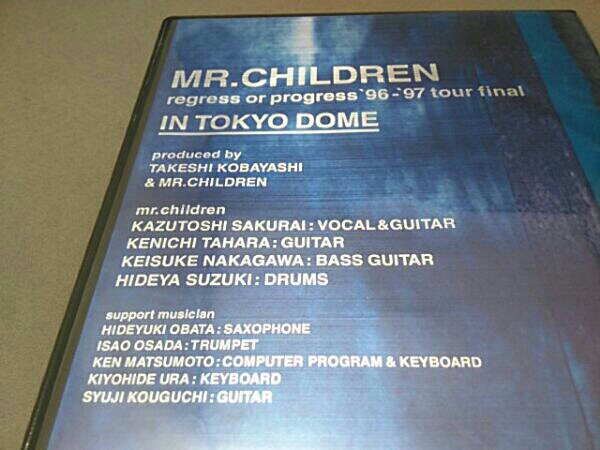 MR.CHILDREN
regress or progress`96-`97 tour final
IN TOKYO DOME
produced by
TAKESHI KOBAYASHI
& MR.CHILDREN
mr.children
KAZUTOSHI SAKURAI : VOCAL&GUITAR
KENICHI TAHARA : GUITAR
KEISUKE NAKAGAWA : BASS GUITAR
HIDEYA SUZUKI : DRUMS
support musician
HIDEYUKI OBATA : SAXOPHONE
ISAO OSADA : TRUMPET
KEN MATSUMOTO : COMPUTER PROGRAM & KEYBOARD
KIYOHIDE URA : KEYBOARD
SYUJI KOUGUCHI : GUITAR